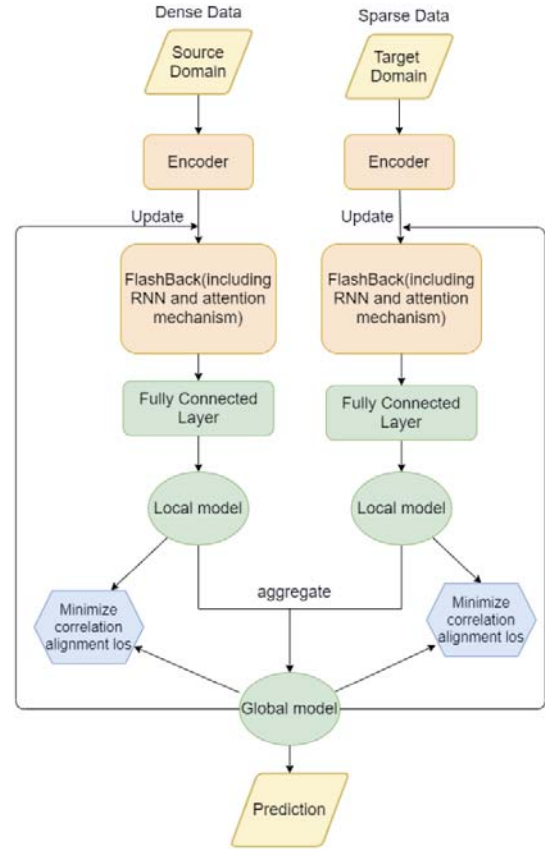 Dense Data
Sparse Data
Source
Domain
Target
Domain
Encoder
Encoder
Update
Update
FlashBack(including
RNN and attention
mechanism)
FlashBack(including
RNN and attention
mechanism)
Fully Connected
Layer
Fully Connected
Layer
Local model
Local model
aggregate
Minimize
correlation
alignment los
Minimize
correlation
alignment los
Global model
Prediction